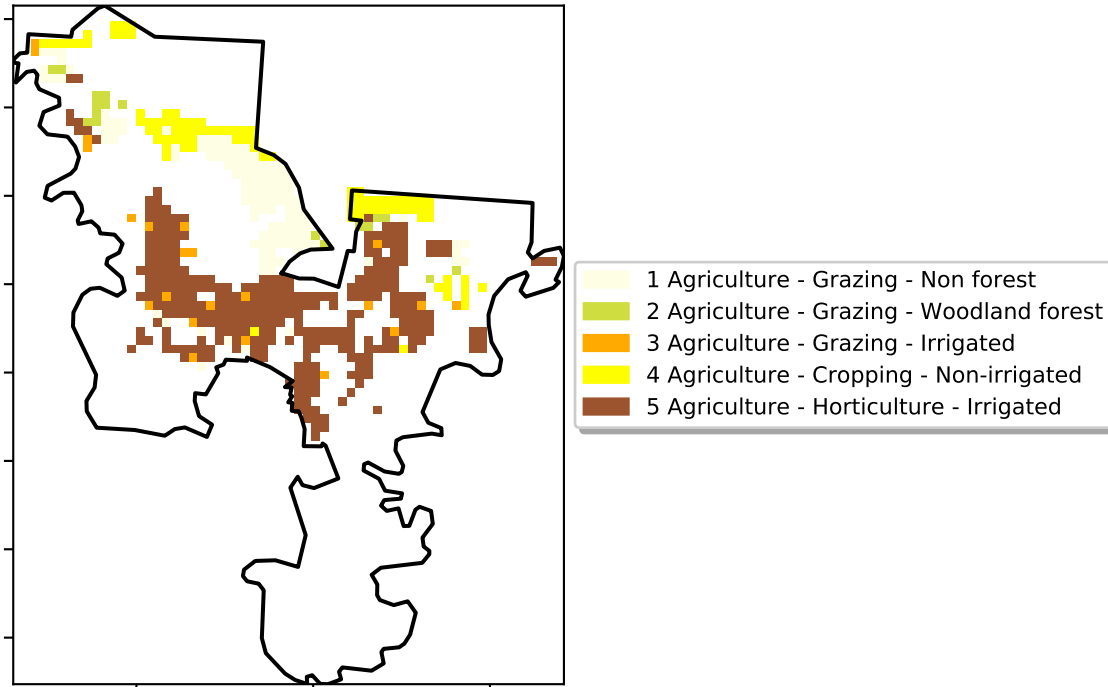 1 Agriculture - Grazing - Non forest
2 Agriculture - Grazing - Woodland forest
3 Agriculture - Grazing - Irrigated
4 Agriculture - Cropping - Non-irrigated
5 Agriculture - Horticulture - Irrigated